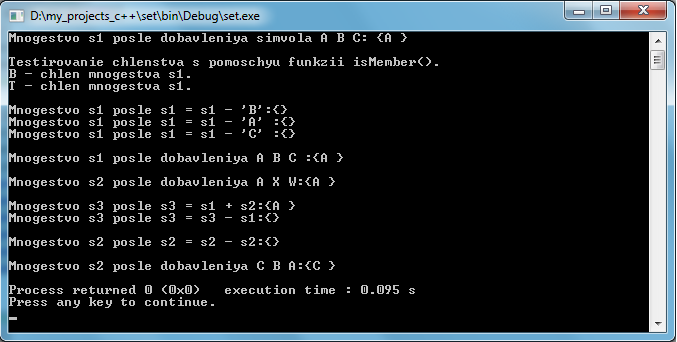 D:\my_projects_c++\set\bin\Debug\set.exe
Mnogestvo s1 posle dobavleniya simvola A B C: {A }
Testirovanie chlenstva s pomoschyu funkzii isMember().
B - chlen mnogestva s1.
T - chlen mnogestva s1.
Mnogestvo s1 posle s1 = s1 - 'B':{}
Mnogestvo s1 posle s1 = s1 - 'A' :{}
Mnogestvo s1 posle s1 = s1 - 'C' :{}
Mnogestvo s1 posle dobavleniya A B C :{A }
Mnogestvo s2 posle dobavleniya A X W:{A }
Mnogestvo s3 posle s3 = s1 + s2:{A }
Mnogestvo s3 posle s3 = s3 - s1:{}
Mnogestvo s2 posle s2 = s2 - s2:{}
Mnogestvo s2 posle dobavleniya C B A:{C }
Process returned 0 (0x0)   execution time : 0.095 s
Press any key to continue.